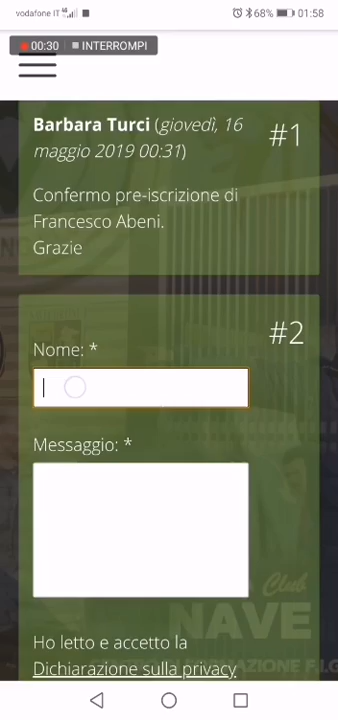 vodafone IT 68% 01:58
00:30 INTERROMPI
Barbara Turci (giovedì, 16
maggio 2019 00:31)
#1
Confermo pre-iscrizione di
Francesco Abeni.
Grazie
#2
Nome: *
Messaggio: *
Club
NAVE
Ho letto e accetto la
Dichiarazione sulla privacy